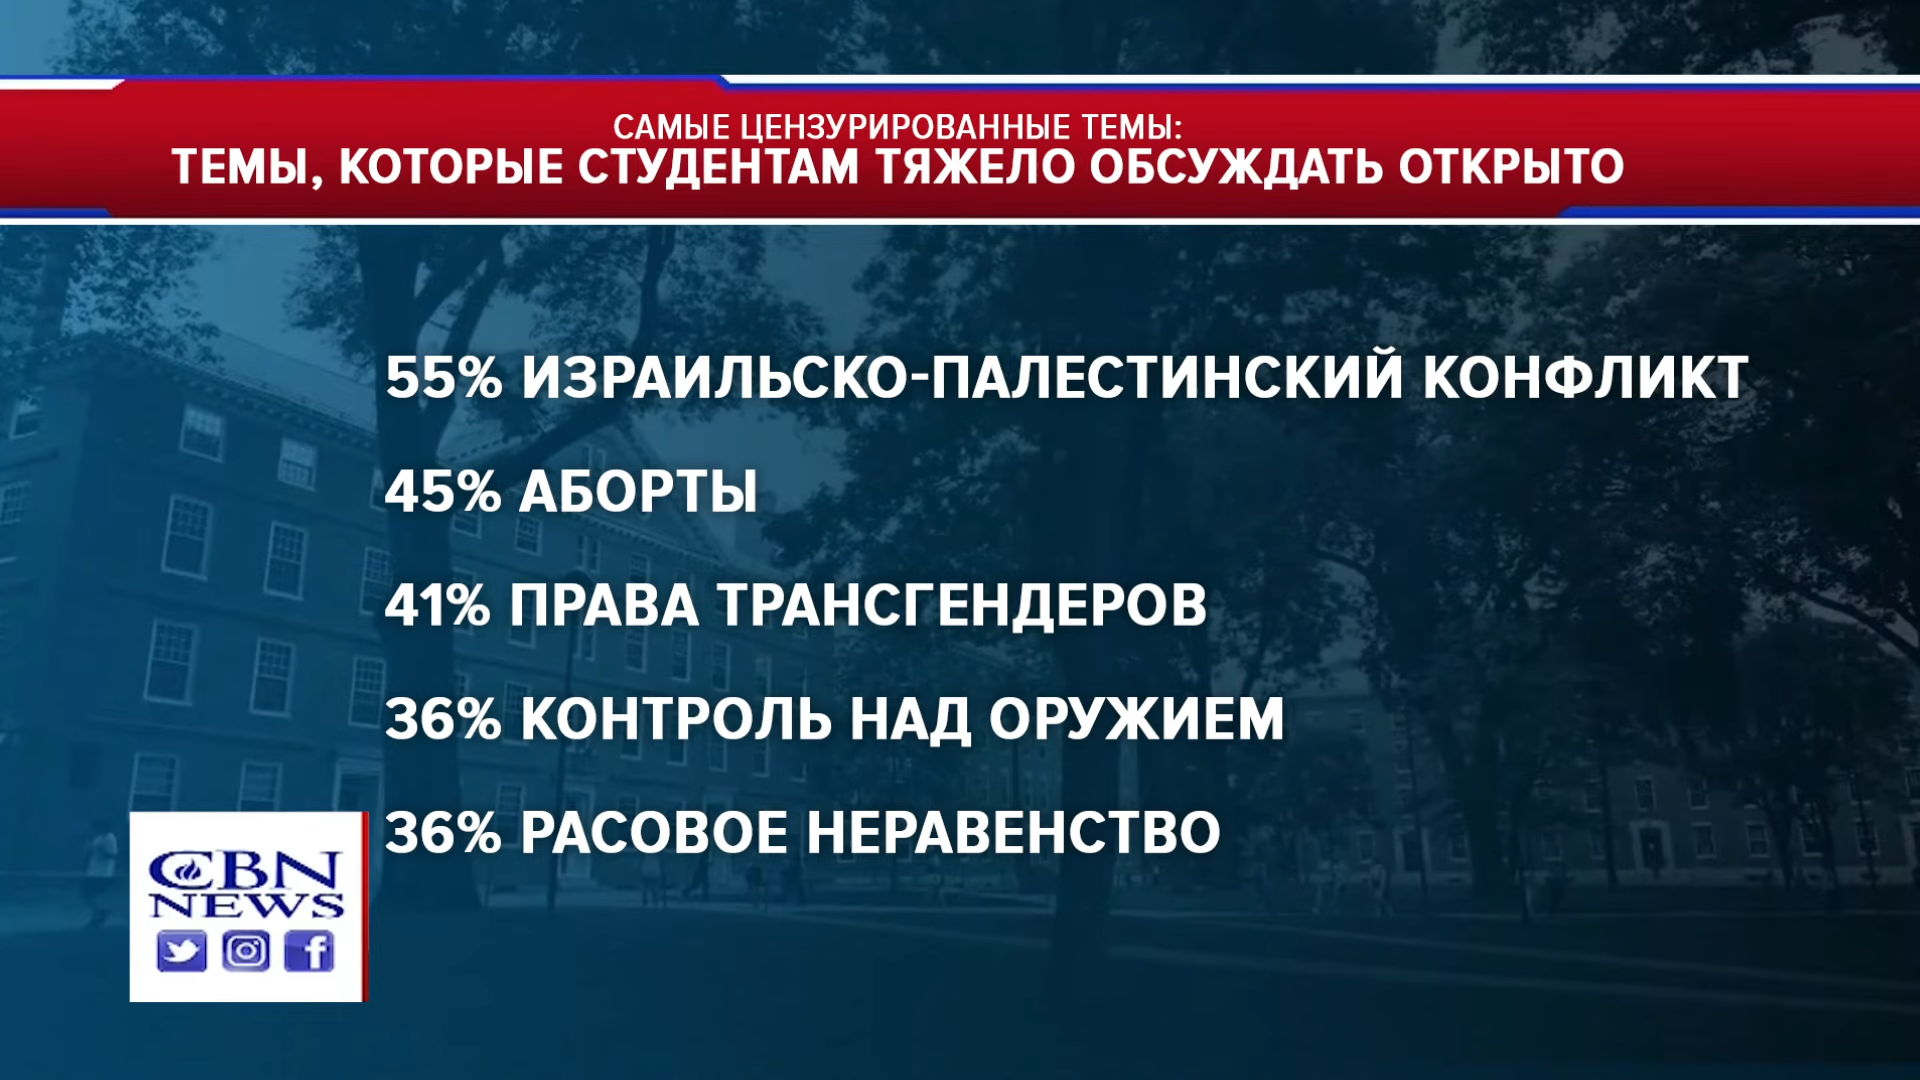 САМЫЕ ЦЕНЗУРИРОВАННЫЕ ТЕМЫ:
ТЕМЫ, КОТОРЫЕ СТУДЕНТАМ ТЯЖЕЛО ОБСУЖДАТЬ ОТКРЫТО
55% ИЗРАИЛЬСКО-ПАЛЕСТИНСКИЙ КОНФЛИКТ
45% АБОРТЫ
41% ПРАВА ТРАНСГЕНДЕРОВ
36% КОНТРОЛЬ НАД ОРУЖИЕМ
36% РАСОВОЕ НЕРАВЕНСТВО
CBN
NEWS